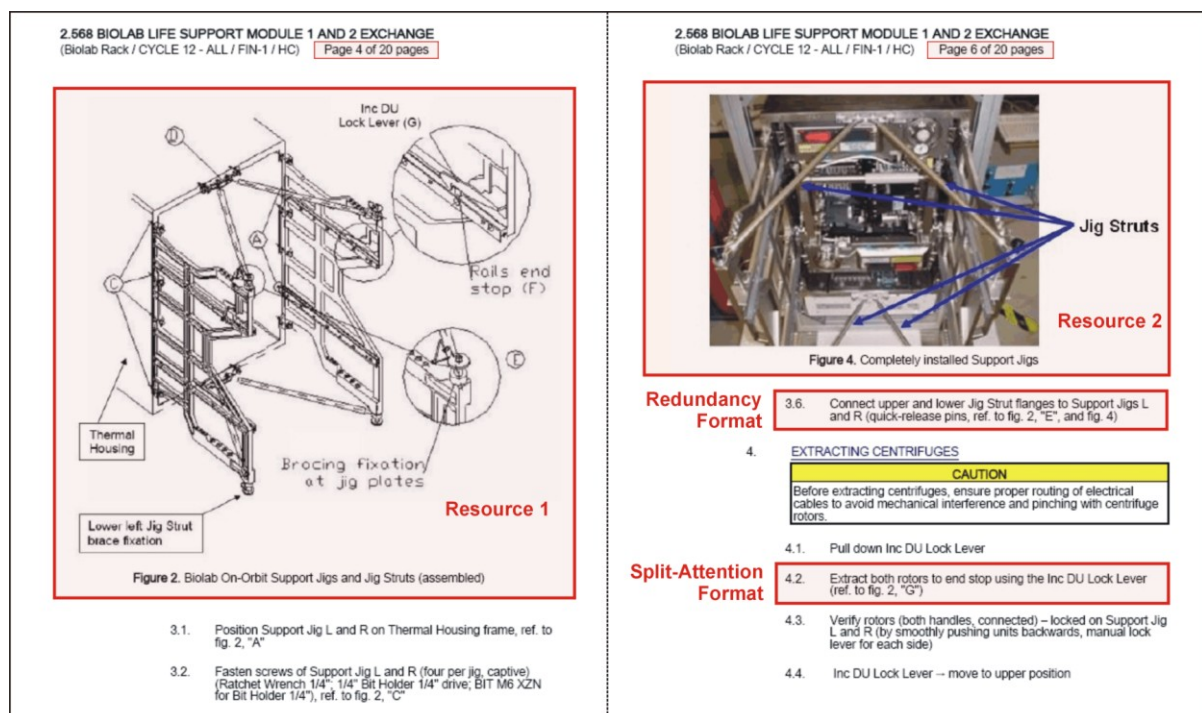 2.568 BIOLAB LIFE SUPPORT MODULE 1 AND 2 EXCHANGE
(Biolab Rack / CYCLE 12 - ALL / FIN-1 / HC)
Page 4 of 20 pages
Inc DU
Lock Lever (G)
D
A
C
Rails end
stop (F)
E
Thermal
Housing
Bracing fixation
at jig plates
Resource 1
Lower left Jig Strut
brace fixation
Figure 2. Biolab On-Orbit Support Jigs and Jig Struts (assembled)
3.1. Position Support Jig L and R on Thermal Housing frame, ref. to
fig. 2, "A"
3.2. Fasten screws of Support Jig L and R (four per jig, captive)
(Ratchet Wrench 1/4"; 1/4" Bit Holder 1/4" drive; BIT M6 XZN
for Bit Holder 1/4"), ref. to fig. 2, "C"
2.568 BIOLAB LIFE SUPPORT MODULE 1 AND 2 EXCHANGE
(Biolab Rack / CYCLE 12 - ALL / FIN-1 / HC)
Page 6 of 20 pages
Jig Struts
Resource 2
Figure 4. Completely installed Support Jigs
Redundancy
Format
3.6. Connect upper and lower Jig Strut flanges to Support Jigs L
and R (quick-release pins, ref. to fig. 2, "E", and fig. 4)
4. EXTRACTING CENTRIFUGES
CAUTION
Before extracting centrifuges, ensure proper routing of electrical
cables to avoid mechanical interference and pinching with centrifuge
rotors.
4.1. Pull down Inc DU Lock Lever
Split-Attention
Format
4.2. Extract both rotors to end stop using the Inc DU Lock Lever
(ref. to fig. 2, "G")
4.3. Verify rotors (both handles, connected) – locked on Support Jig
L and R (by smoothly pushing units backwards, manual lock
lever for each side)
4.4. Inc DU Lock Lever → move to upper position